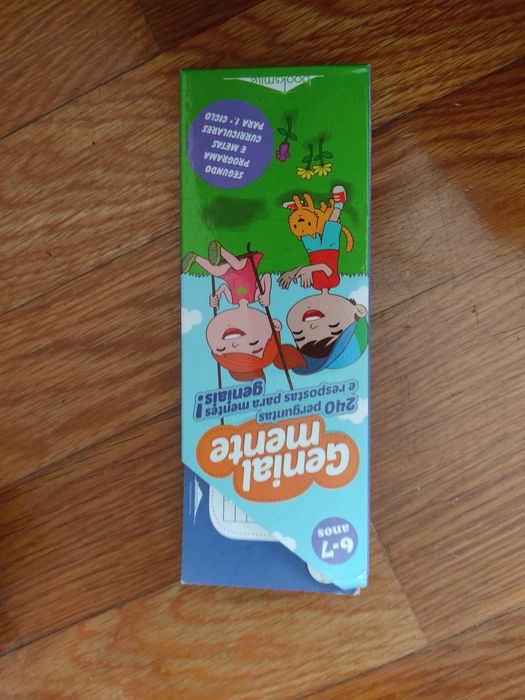 6-7
anos
Genial
mente
240 perguntas
e respostas para mentes
geniais!
SEGUNDO
PROGRAMA
E METAS
CURRICULARES
PARA 1.º CICLO
booksmile